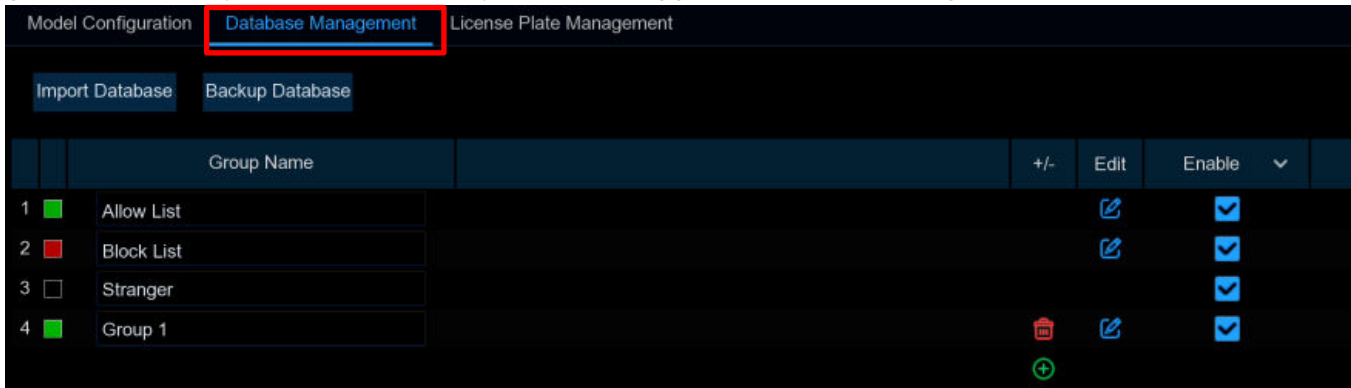 Model Configuration Database Management License Plate Management
Import Database Backup Database
Group Name +/- Edit Enable
1 Allow List
2 Block List
3 Stranger
4 Group 1